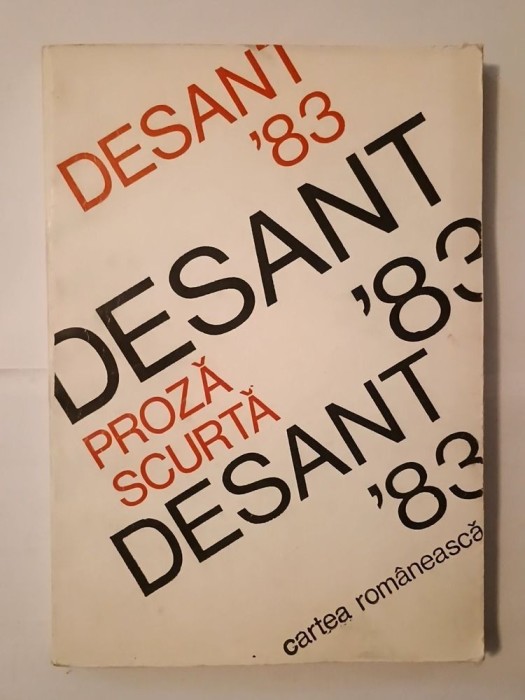 DESANT
'83
DESANT
'83
PROZĂ
SCURTĂ
DESANT
'83
cartea românească